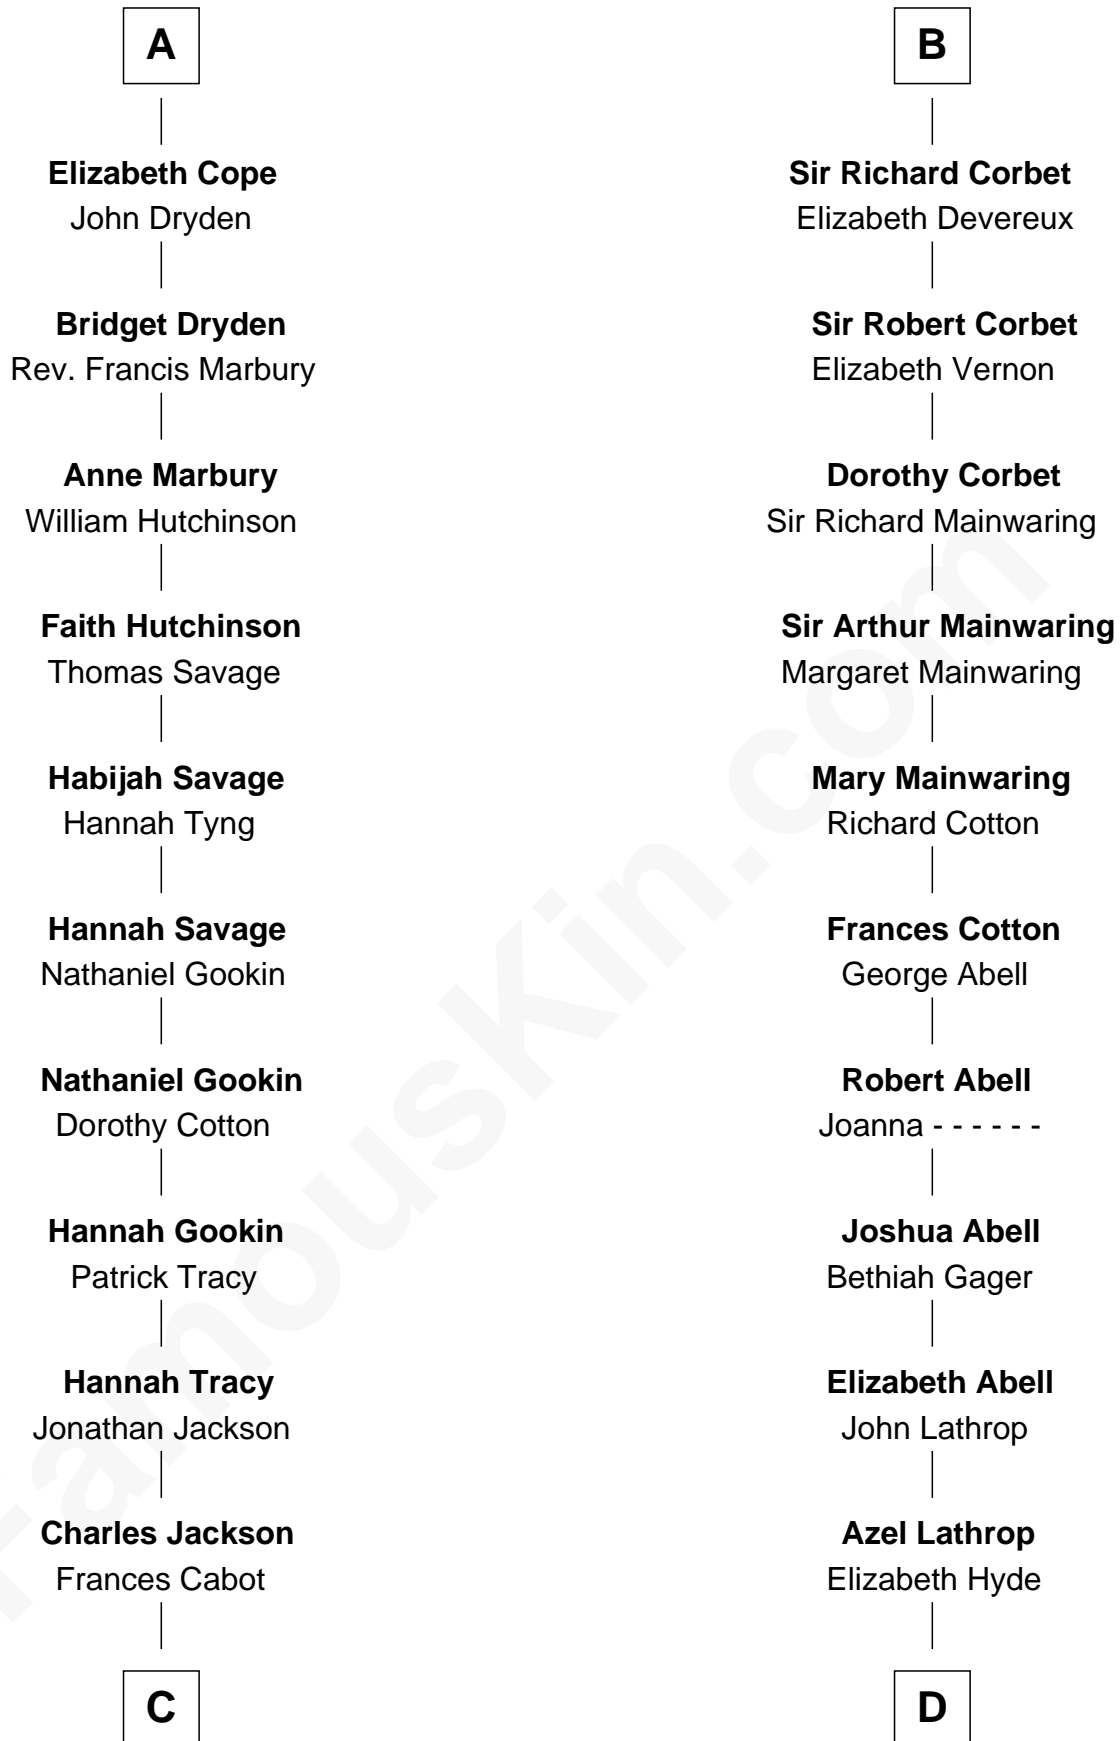 A
Elizabeth Cope
John Dryden
Bridget Dryden
Rev. Francis Marbury
Anne Marbury
William Hutchinson
Faith Hutchinson
Thomas Savage
Habijah Savage
Hannah Tyng
Hannah Savage
Nathaniel Gookin
Nathaniel Gookin
Dorothy Cotton
Hannah Gookin
Patrick Tracy
Hannah Tracy
Jonathan Jackson
Charles Jackson
Frances Cabot
C
B
Sir Richard Corbet
Elizabeth Devereux
Sir Robert Corbet
Elizabeth Vernon
Dorothy Corbet
Sir Richard Mainwaring
Sir Arthur Mainwaring
Margaret Mainwaring
Mary Mainwaring
Richard Cotton
Frances Cotton
George Abell
Robert Abell
Joanna - - - - - -
Joshua Abell
Bethiah Gager
Elizabeth Abell
John Lathrop
Azel Lathrop
Elizabeth Hyde
D
FamousKin.com